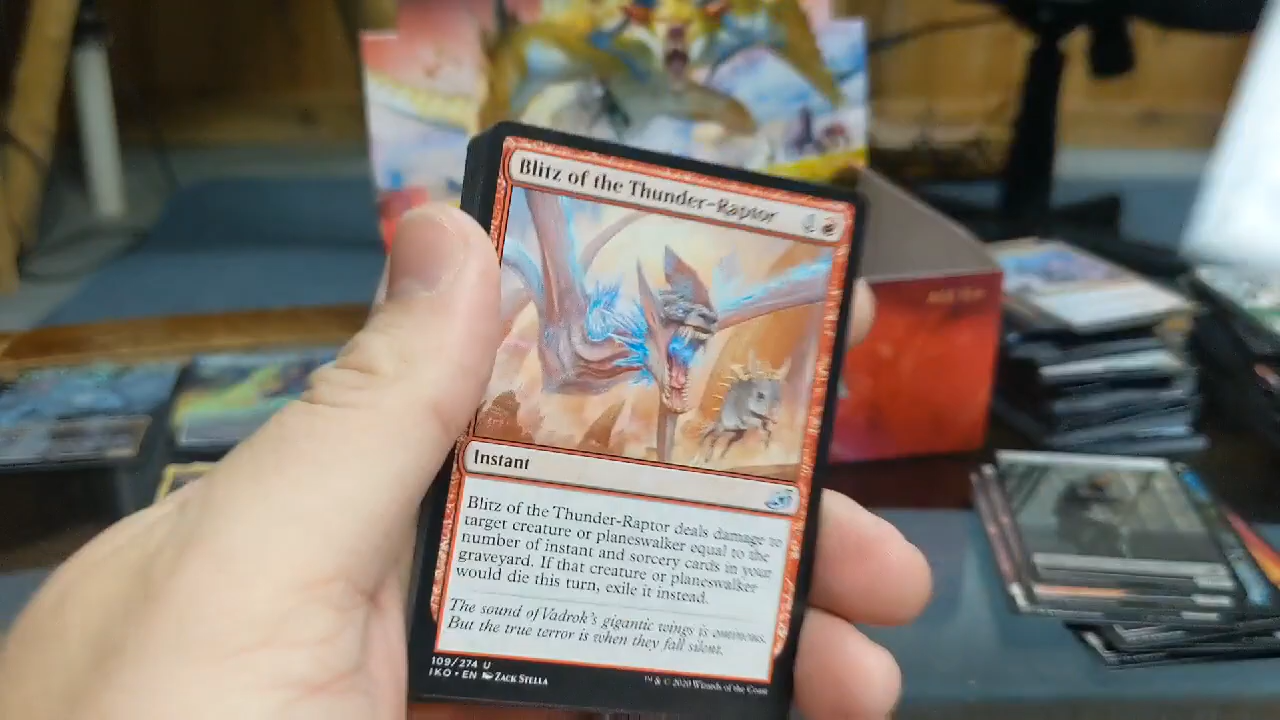 Blitz of the Thunder-Raptor 1
Instant
Blitz of the Thunder-Raptor deals damage to
target creature or planeswalker equal to the
number of instant and sorcery cards in your
graveyard. If that creature or planeswalker
would die this turn, exile it instead.
The sound of Vadrok's gigantic wings is ominous.
But the true terror is when they fall silent.
109/274 U
IKO • EN Zack Stella
™ & © 2020 Wizards of the Coast